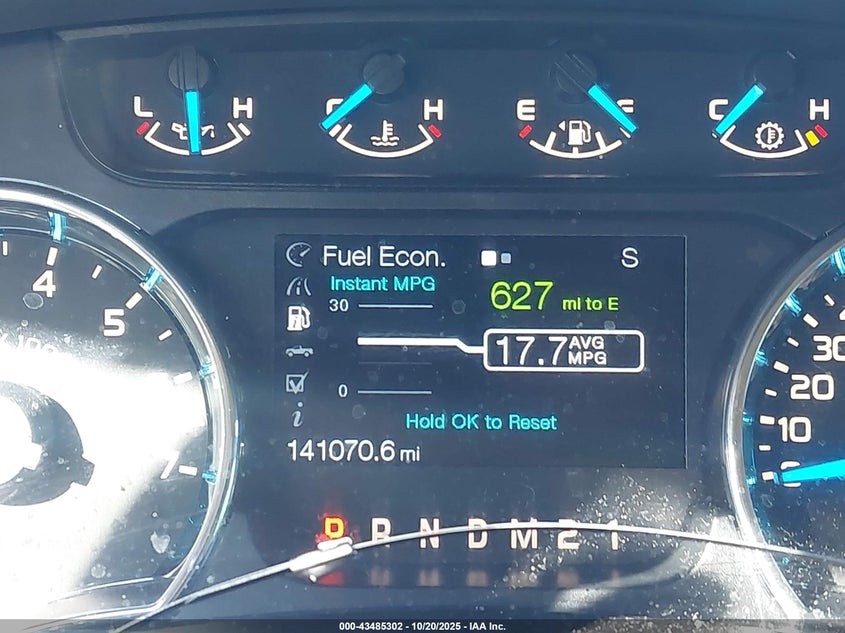 L H C H E F C H
Fuel Econ. S
Instant MPG
30
627 mi to E
17.7 AVG MPG
0
Hold OK to Reset
i
141070.6 mi
4
5
7
30
20
10
0
P R N D M 2 1
000-43485302 - 10/20/2025 - IAA Inc.